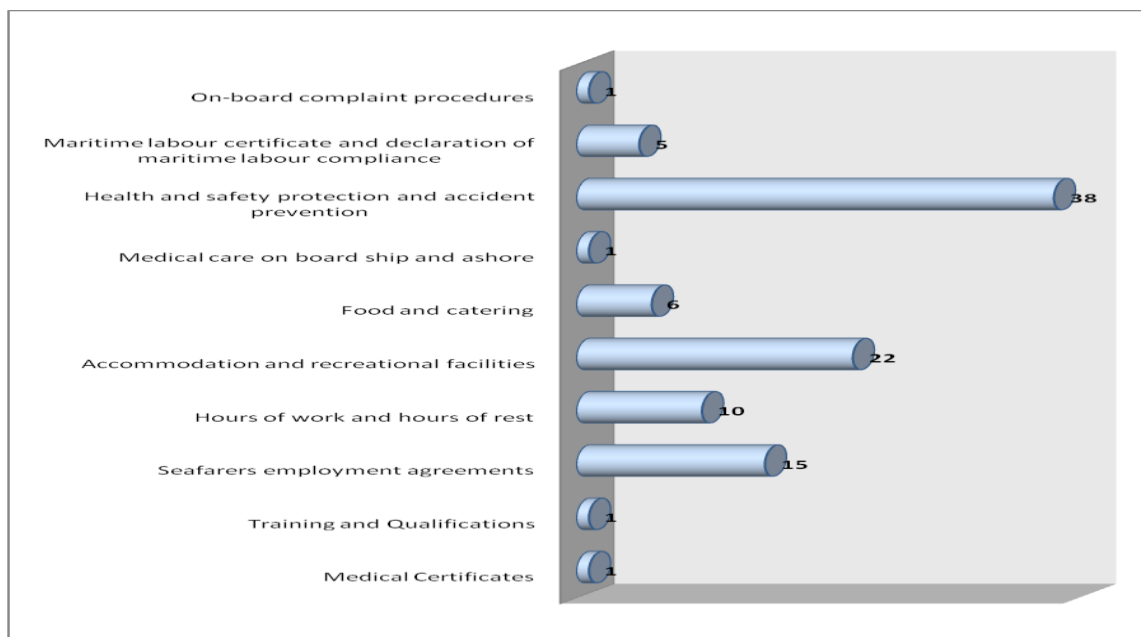 On-board complaint procedures
1
Maritime labour certificate and declaration of
maritime labour compliance
5
Health and safety protection and accident
prevention
38
Medical care on board ship and ashore
1
Food and catering
6
Accommodation and recreational facilities
22
Hours of work and hours of rest
10
Seafarers employment agreements
15
Training and Qualifications
1
Medical Certificates
1